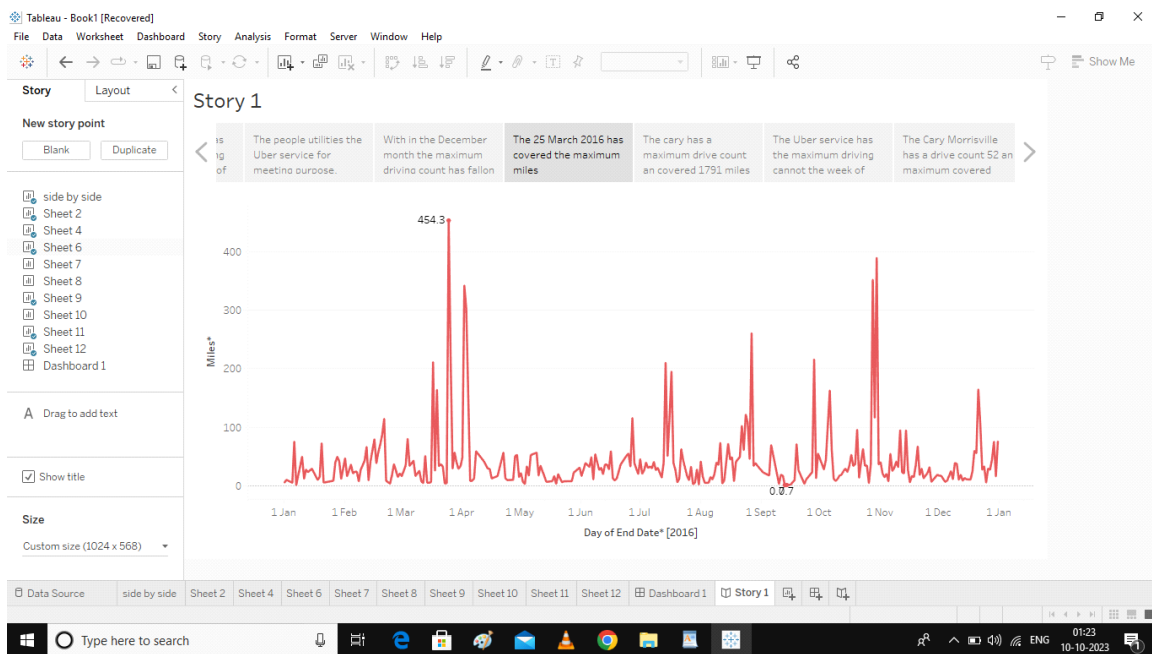 Tableau - Book1 [Recovered]
File Data Worksheet Dashboard Story Analysis Format Server Window Help
Show Me
Story Layout
New story point
Blank Duplicate
side by side
Sheet 2
Sheet 4
Sheet 6
Sheet 7
Sheet 8
Sheet 9
Sheet 10
Sheet 11
Sheet 12
Dashboard 1
A Drag to add text
Show title
Size
Custom size (1024 x 568)
Story 1
of
The people utilities the
Uber service for
meeting purpose.
With in the December
month the maximum
driving count has fallon
The 25 March 2016 has
covered the maximum
miles
The cary has a
maximum drive count
an covered 1791 miles
The Uber service has
the maximum driving
cannot the week of
The Cary Morrisville
has a drive count 52 an
maximum covered
454.3
400
300
200
100
0
Miles*
1 Jan 1 Feb 1 Mar 1 Apr 1 May 1 Jun 1 Jul 1 Aug 1 Sept 1 Oct 1 Nov 1 Dec 1 Jan
Day of End Date* [2016]
Data Source side by side Sheet 2 Sheet 4 Sheet 6 Sheet 7 Sheet 8 Sheet 9 Sheet 10 Sheet 11 Sheet 12 Dashboard 1 Story 1
Type here to search
ENG
01:23
10-10-2023
1